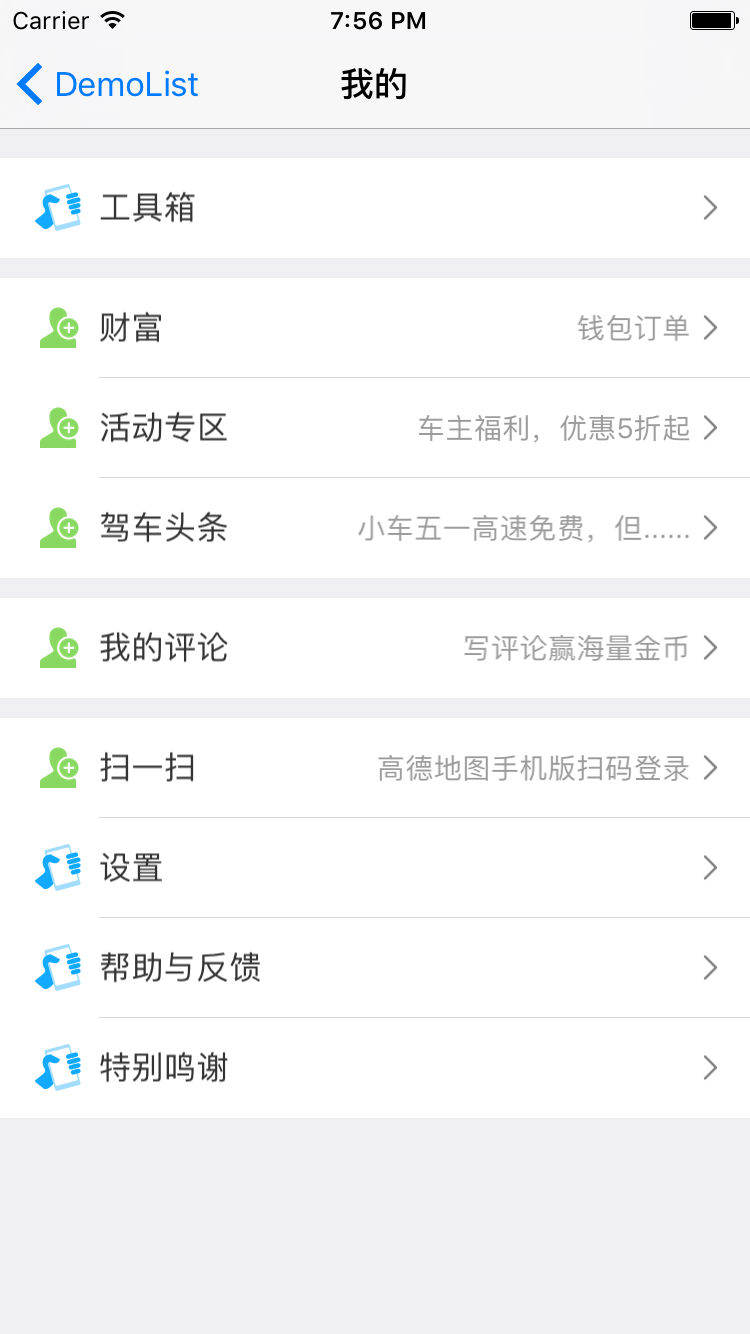 Carrier 7:56 PM
DemoList 我的
工具箱
财富 钱包订单
活动专区 车主福利，优惠5折起
驾车头条 小车五一高速免费，但......
我的评论 写评论赢海量金币
扫一扫 高德地图手机版扫码登录
设置
帮助与反馈
特别鸣谢